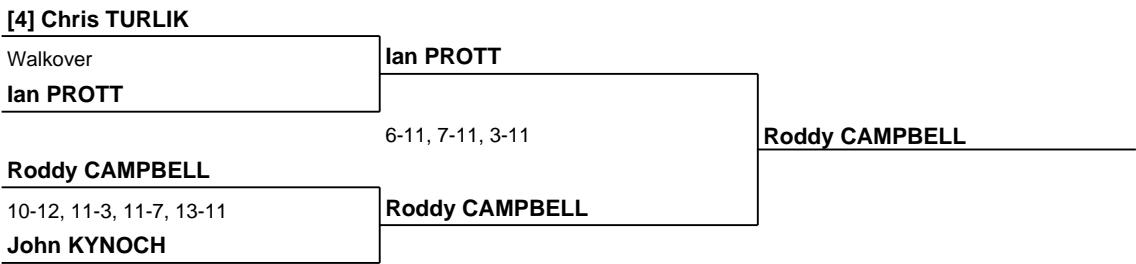 [4] Chris TURLIK
Walkover
Ian PROTT
Ian PROTT
6-11, 7-11, 3-11
Roddy CAMPBELL
Roddy CAMPBELL
10-12, 11-3, 11-7, 13-11
Roddy CAMPBELL
John KYNOCH